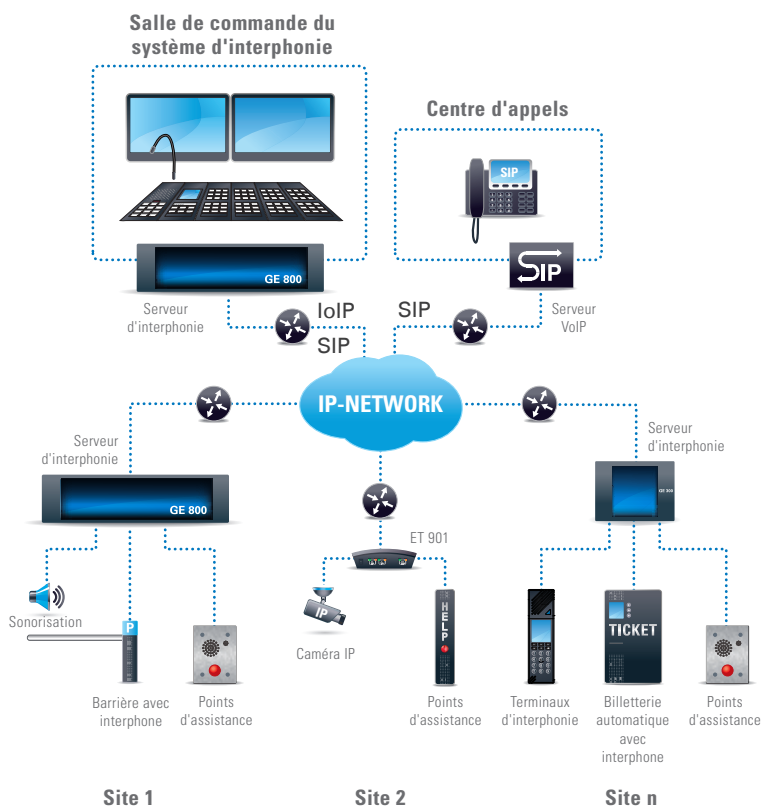 Salle de commande du
système d'interphonie
Centre d'appels
SIP
GE 800
SIP
Serveur
d'interphonie
IoIP
SIP
SIP
Serveur
VoIP
IP-NETWORK
Serveur
d'interphonie
GE 800
Serveur
d'interphonie
GE 300
ET 901
Sonorisation
P
IP
HELP
TICKET
Caméra IP
Barrière avec
interphone
Points
d'assistance
Points
d'assistance
Terminaux
d'interphonie
Billetterie
automatique
avec
interphone
Points
d'assistance
Site 1
Site 2
Site n